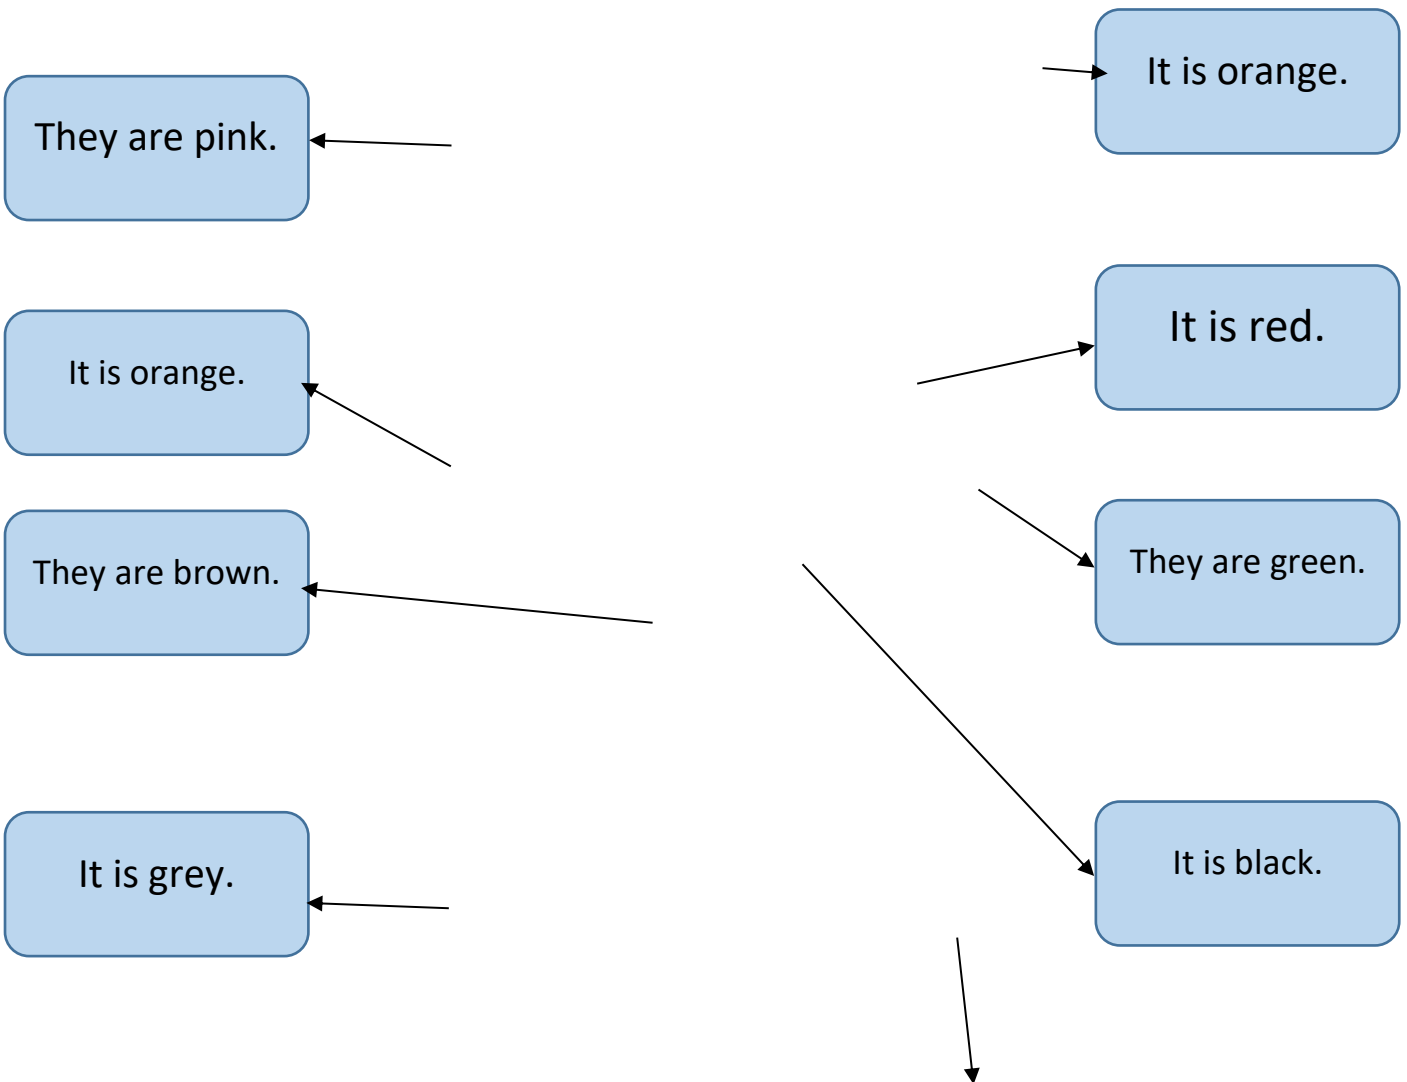 It is orange.
They are pink.
It is red.
It is orange.
They are green.
They are brown.
It is black.
It is grey.